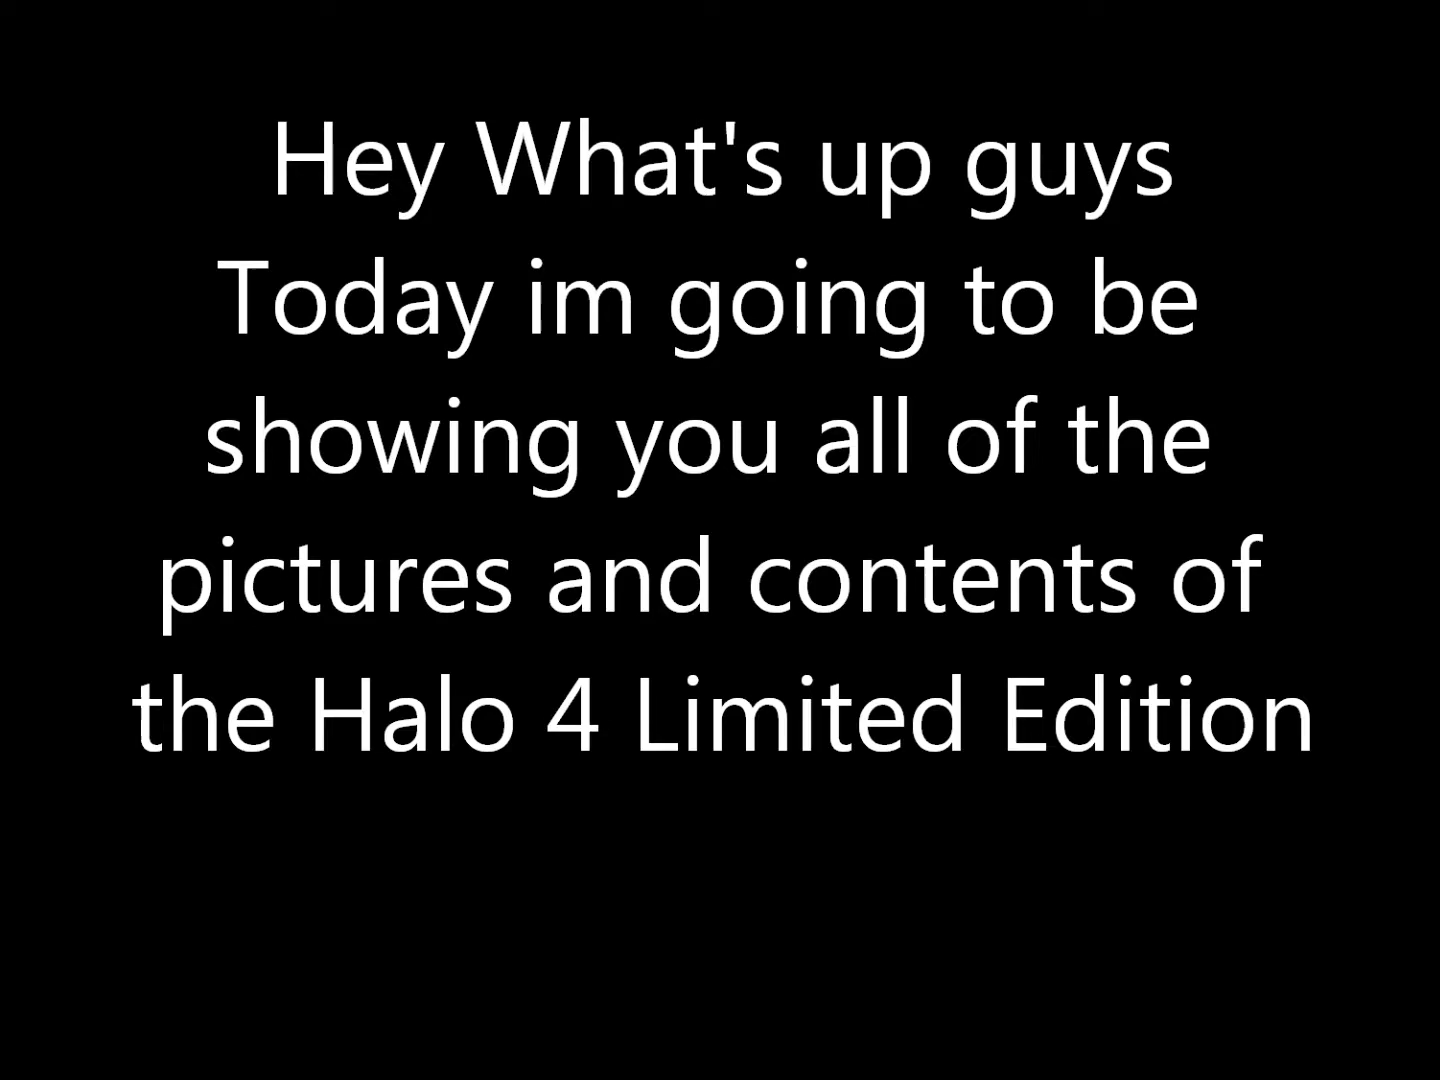 Hey What's up guys
Today im going to be
showing you all of the
pictures and contents of
the Halo 4 Limited Edition